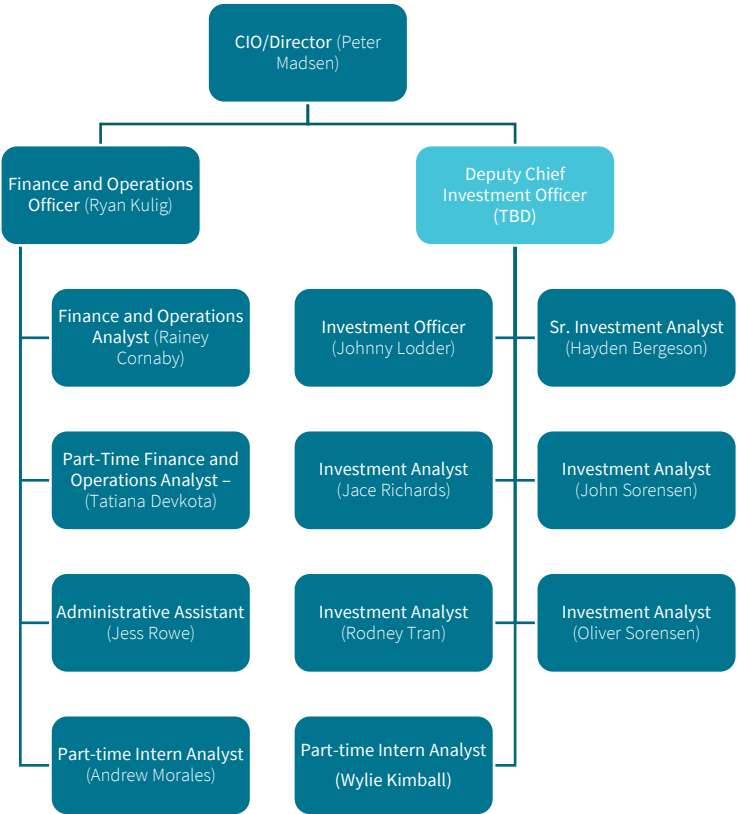 CIO/Director (Peter
Madsen)
Finance and Operations
Officer (Ryan Kulig)
Deputy Chief
Investment Officer
(TBD)
Finance and Operations
Analyst (Rainey
Cornaby)
Investment Officer
(Johnny Lodder)
Sr. Investment Analyst
(Hayden Bergeson)
Part-Time Finance and
Operations Analyst –
(Tatiana Devkota)
Investment Analyst
(Jace Richards)
Investment Analyst
(John Sorensen)
Administrative Assistant
(Jess Rowe)
Investment Analyst
(Rodney Tran)
Investment Analyst
(Oliver Sorensen)
Part-time Intern Analyst
(Andrew Morales)
Part-time Intern Analyst
(Wylie Kimball)